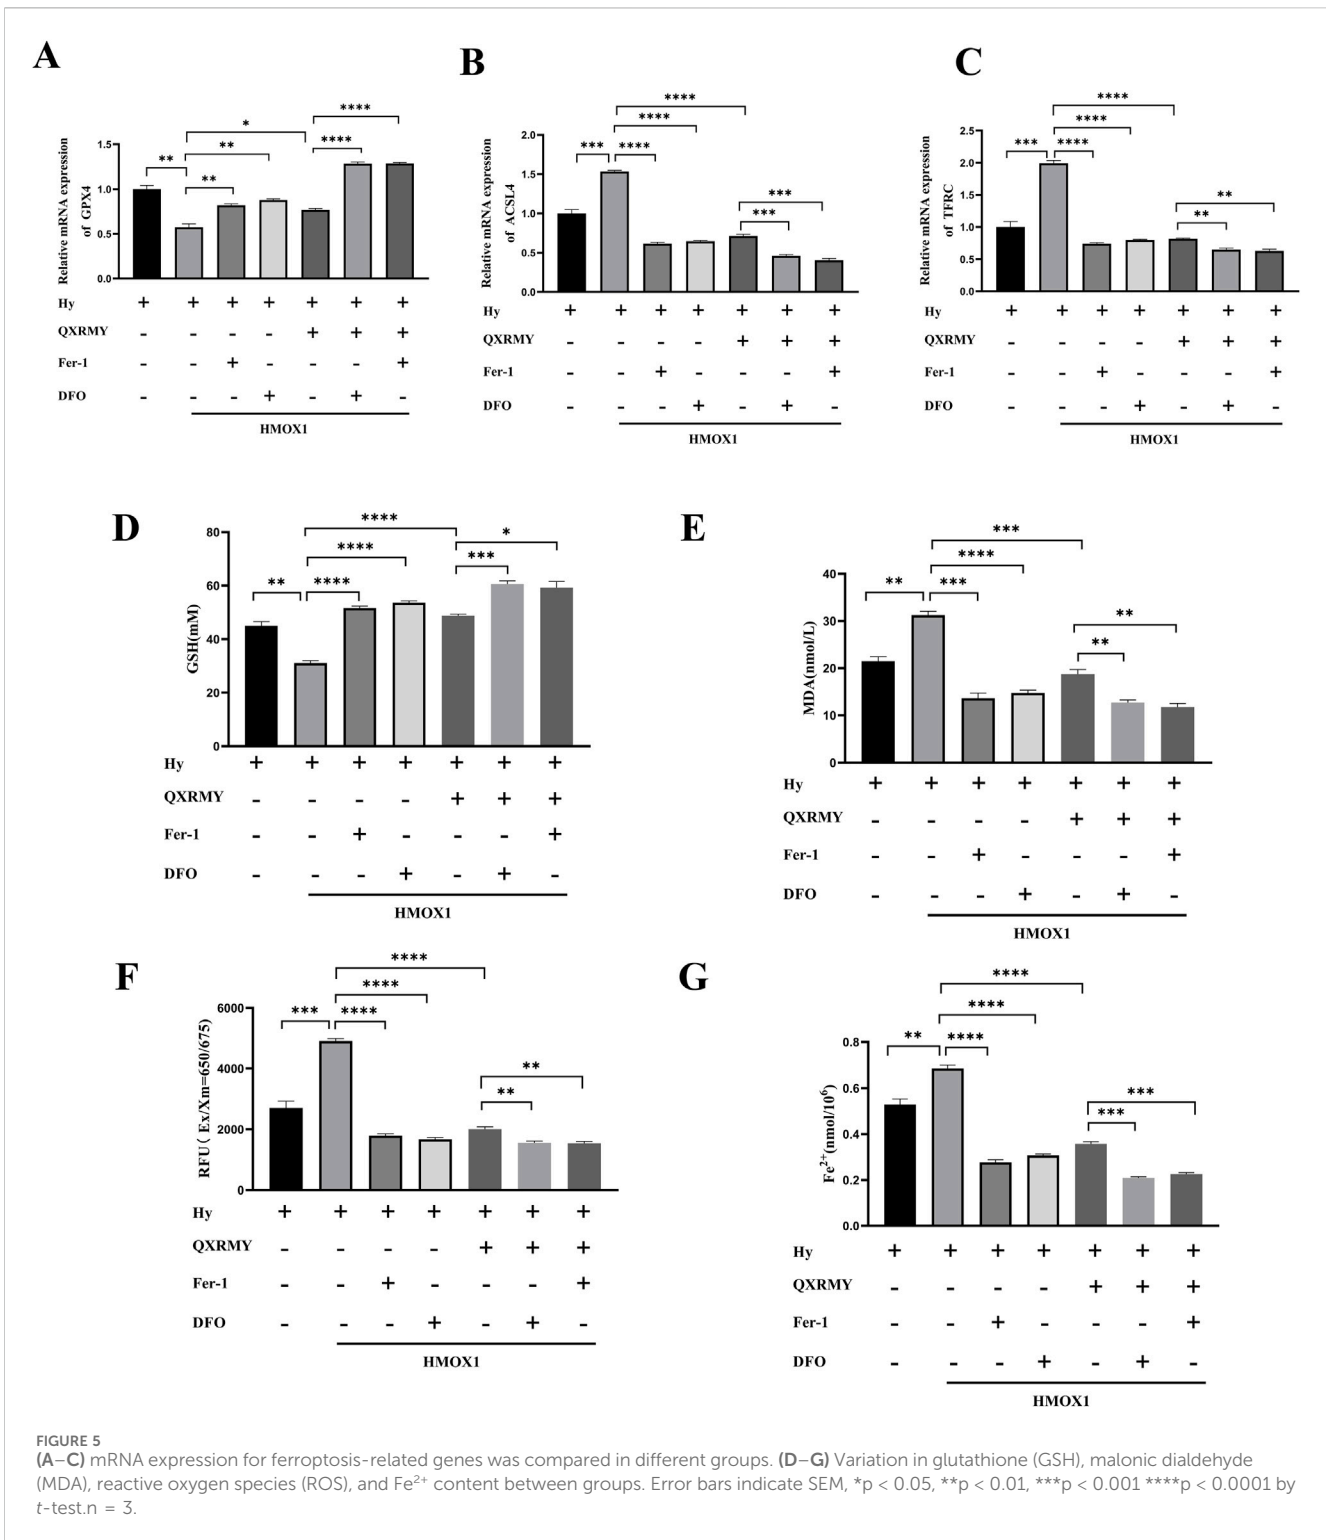 A
B
C
****
*
****
**
**
**
Relative mRNA expression
of GPX4
1.5
1.0
0.5
0.0
Hy + + + + + + +
QXRMY - - - - + + +
Fer-1 - - + - - - +
DFO - - - + - + -
HMOX1
****
****
***
****
***
***
Relative mRNA expression
of ACSL4
2.0
1.5
1.0
0.5
0.0
Hy + + + + + + +
QXRMY - - - - + + +
Fer-1 - - + - - - +
DFO - - - + - + -
HMOX1
****
****
***
****
**
**
Relative mRNA expression
of TFRC
2.5
2.0
1.5
1.0
0.5
0.0
Hy + + + + + + +
QXRMY - - - - + + +
Fer-1 - - + - - - +
DFO - - - + - + -
HMOX1
D
****
*
****
***
**
****
GSH(mM)
80
60
40
20
0
Hy + + + + + + +
QXRMY - - - - + + +
Fer-1 - - + - - - +
DFO - - - + - + -
HMOX1
E
***
****
**
***
**
**
MDA(nmol/L)
40
30
20
10
0
Hy + + + + + + +
QXRMY - - - - + + +
Fer-1 - - + - - - +
DFO - - - + - + -
HMOX1
F
****
****
***
****
**
**
RFU( Ex/Xm=650/675)
6000
4000
2000
0
Hy + + + + + + +
QXRMY - - - - + + +
Fer-1 - - + - - - +
DFO - - - + - + -
HMOX1
G
****
****
**
****
***
***
Fe²⁺(nmol/10⁶)
0.8
0.6
0.4
0.2
0.0
Hy + + + + + + +
QXRMY - - - - + + +
Fer-1 - - + - - - +
DFO - - - + - + -
HMOX1
FIGURE 5
(A–C) mRNA expression for ferroptosis-related genes was compared in different groups. (D–G) Variation in glutathione (GSH), malonic dialdehyde
(MDA), reactive oxygen species (ROS), and Fe²⁺ content between groups. Error bars indicate SEM, *p < 0.05, **p < 0.01, ***p < 0.001 ****p < 0.0001 by
t-test.n = 3.